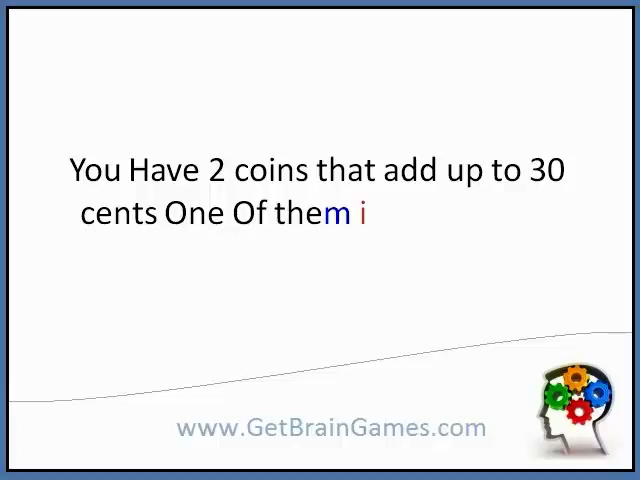 You Have 2 coins that add up to 30
cents One Of them i
www.GetBrainGames.com